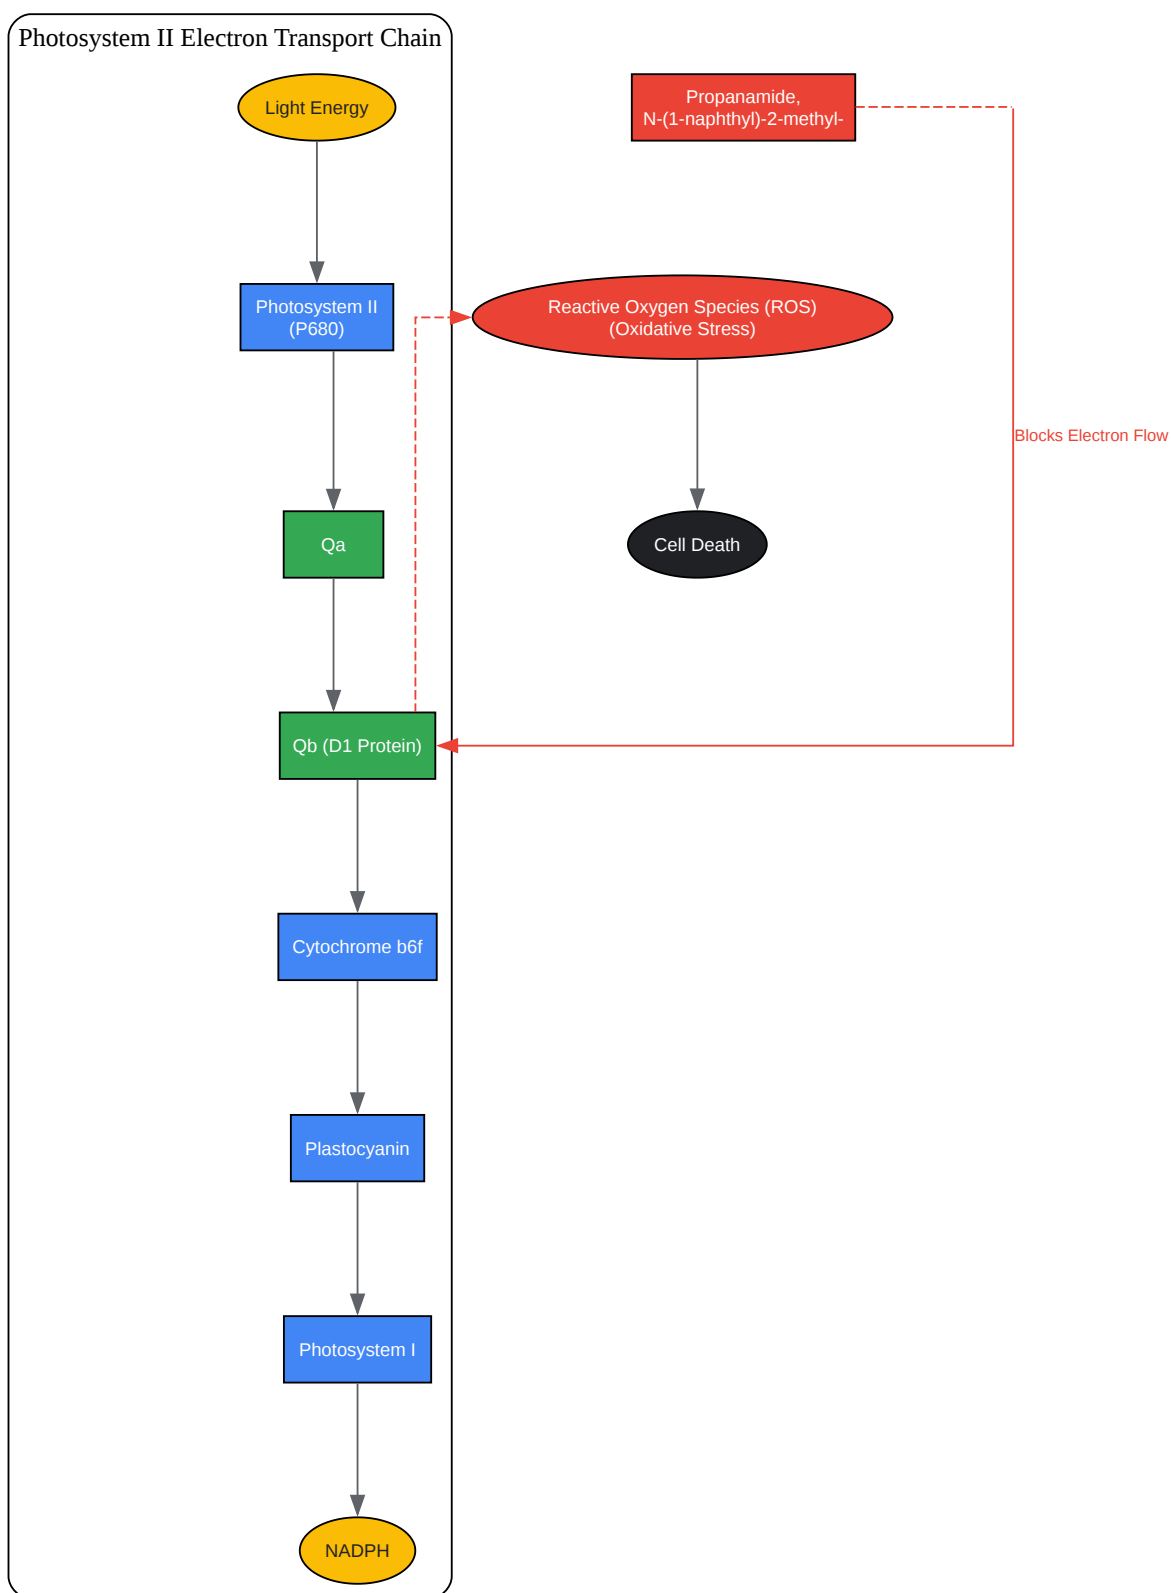 Photosystem II Electron Transport Chain
Light Energy
Propanamide,
N-(1-naphthyl)-2-methyl-
Photosystem II
(P680)
Reactive Oxygen Species (ROS)
(Oxidative Stress)
Blocks Electron Flow
Qa
Cell Death
Qb (D1 Protein)
Cytochrome b6f
Plastocyanin
Photosystem I
NADPH